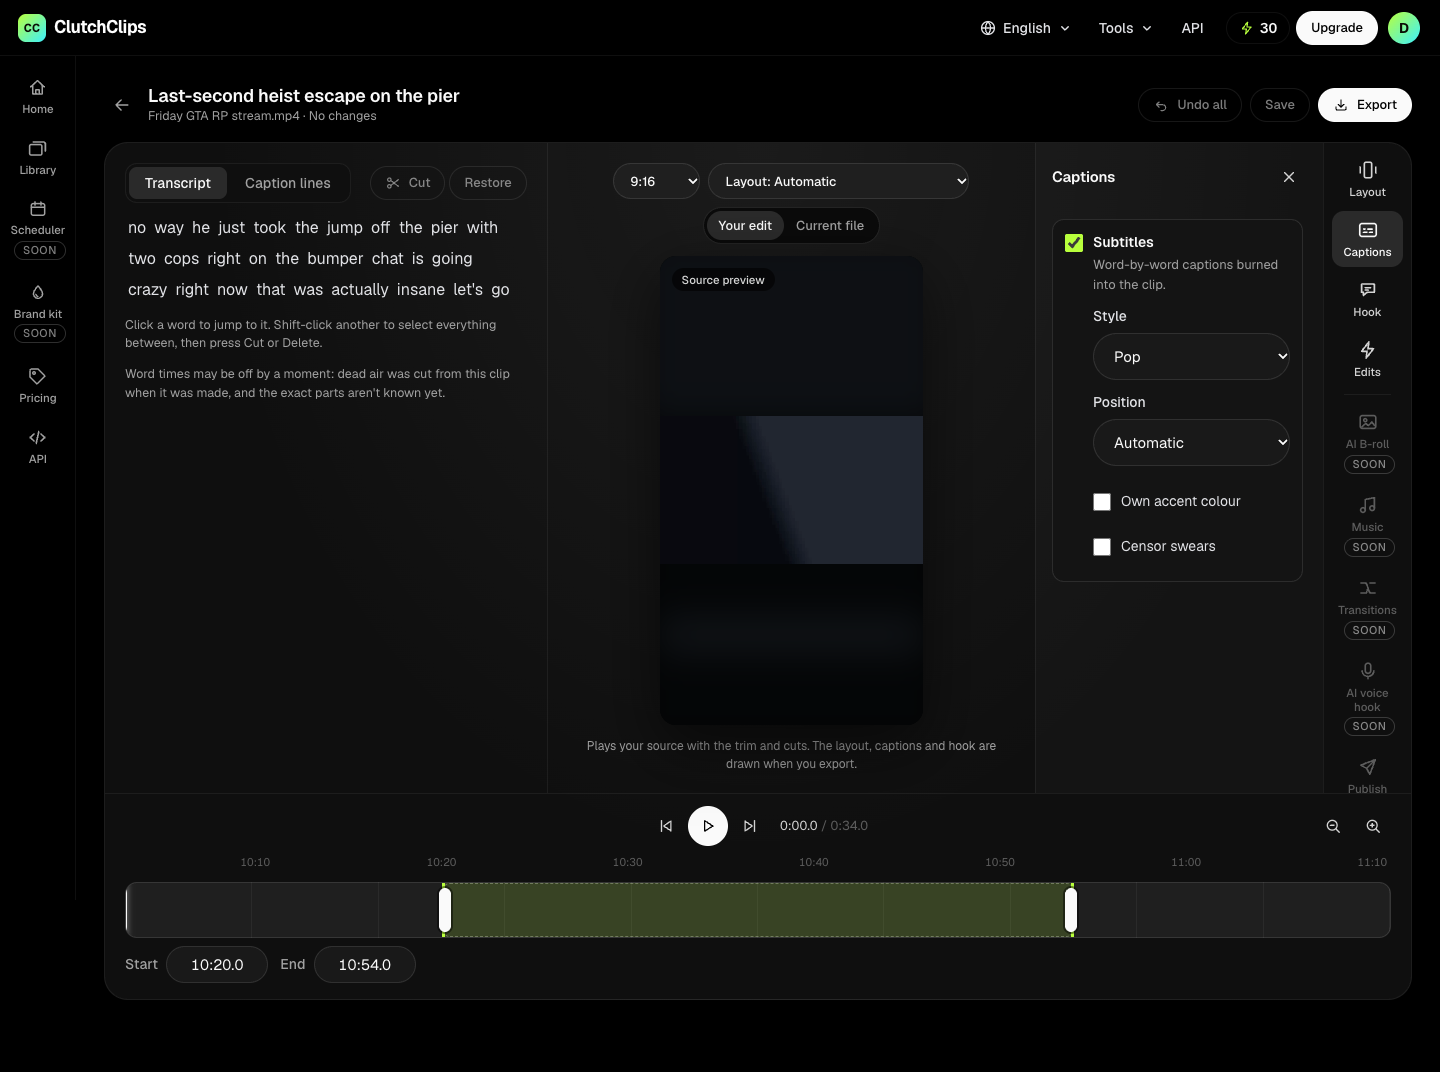 CC ClutchClips
English
Tools
API
30
Upgrade
D
Home
Library
Scheduler
SOON
Brand kit
SOON
Pricing
API
Last-second heist escape on the pier
Friday GTA RP stream.mp4 · No changes
Undo all
Save
Export
Transcript
Caption lines
Cut
Restore
no way he just took the jump off the pier with
two cops right on the bumper chat is going
crazy right now that was actually insane let's go
Click a word to jump to it. Shift-click another to select everything
between, then press Cut or Delete.
Word times may be off by a moment: dead air was cut from this clip
when it was made, and the exact parts aren't known yet.
9:16
Layout: Automatic
Your edit
Current file
Source preview
Plays your source with the trim and cuts. The layout, captions and hook are
drawn when you export.
Captions
Subtitles
Word-by-word captions burned
into the clip.
Style
Pop
Position
Automatic
Own accent colour
Censor swears
Layout
Captions
Hook
Edits
AI B-roll
SOON
Music
SOON
Transitions
SOON
AI voice
hook
SOON
Publish
0:00.0 / 0:34.0
10:10
10:20
10:30
10:40
10:50
11:00
11:10
Start
10:20.0
End
10:54.0